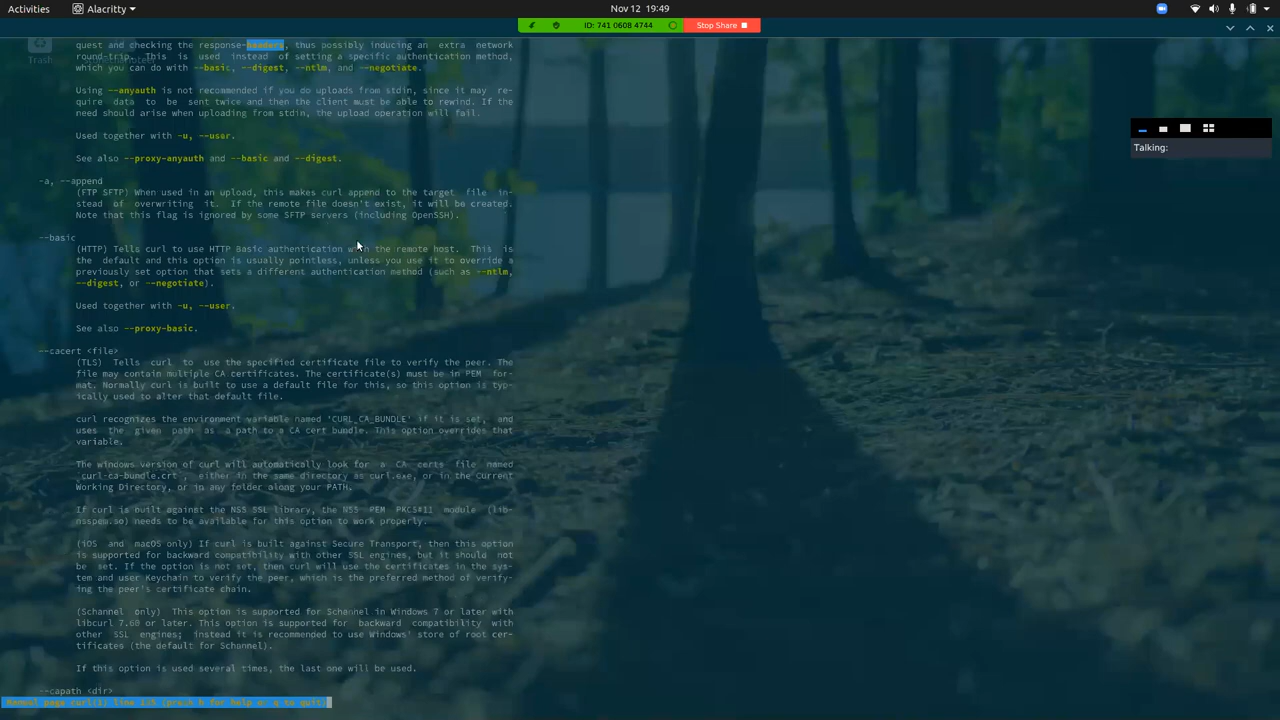 Activities
Alacritty
Nov 12 19:49
ID: 741 0608 4744
Stop Share
Trash
Talking:
quest and checking the response-headers, thus possibly inducing an extra network
round-trip. This is used instead of setting a specific authentication method,
which you can do with --basic, --digest, --ntlm, and --negotiate.
Using --anyauth is not recommended if you do uploads from stdin, since it may re-
quire data to be sent twice and then the client must be able to rewind. If the
need should arise when uploading from stdin, the upload operation will fail.
Used together with -u, --user.
See also --proxy-anyauth and --basic and --digest.
-a, --append
(FTP SFTP) When used in an upload, this makes curl append to the target file in-
stead of overwriting it. If the remote file doesn't exist, it will be created.
Note that this flag is ignored by some SFTP servers (including OpenSSH).
--basic
(HTTP) Tells curl to use HTTP Basic authentication with the remote host. This is
the default and this option is usually pointless, unless you use it to override a
previously set option that sets a different authentication method (such as --ntlm,
--digest, or --negotiate).
Used together with -u, --user.
See also --proxy-basic.
--cacert <file>
(TLS) Tells curl to use the specified certificate file to verify the peer. The
file may contain multiple CA certificates. The certificate(s) must be in PEM for-
mat. Normally curl is built to use a default file for this, so this option is typ-
ically used to alter that default file.
curl recognizes the environment variable named 'CURL_CA_BUNDLE' if it is set, and
uses the given path as a path to a CA cert bundle. This option overrides that
variable.
The windows version of curl will automatically look for a CA certs file named
´curl-ca-bundle.crt´, either in the same directory as curl.exe, or in the Current
Working Directory, or in any folder along your PATH.
If curl is built against the NSS SSL library, the NSS PEM PKCS#11 module (lib-
nsspem.so) needs to be available for this option to work properly.
(iOS and macOS only) If curl is built against Secure Transport, then this option
is supported for backward compatibility with other SSL engines, but it should not
be set. If the option is not set, then curl will use the certificates in the sys-
tem and user Keychain to verify the peer, which is the preferred method of verify-
ing the peer's certificate chain.
(Schannel only) This option is supported for Schannel in Windows 7 or later with
libcurl 7.60 or later. This option is supported for backward compatibility with
other SSL engines; instead it is recommended to use Windows' store of root cer-
tificates (the default for Schannel).
If this option is used several times, the last one will be used.
--capath <dir>
Manual page curl(1) line (press h for help or q to quit)